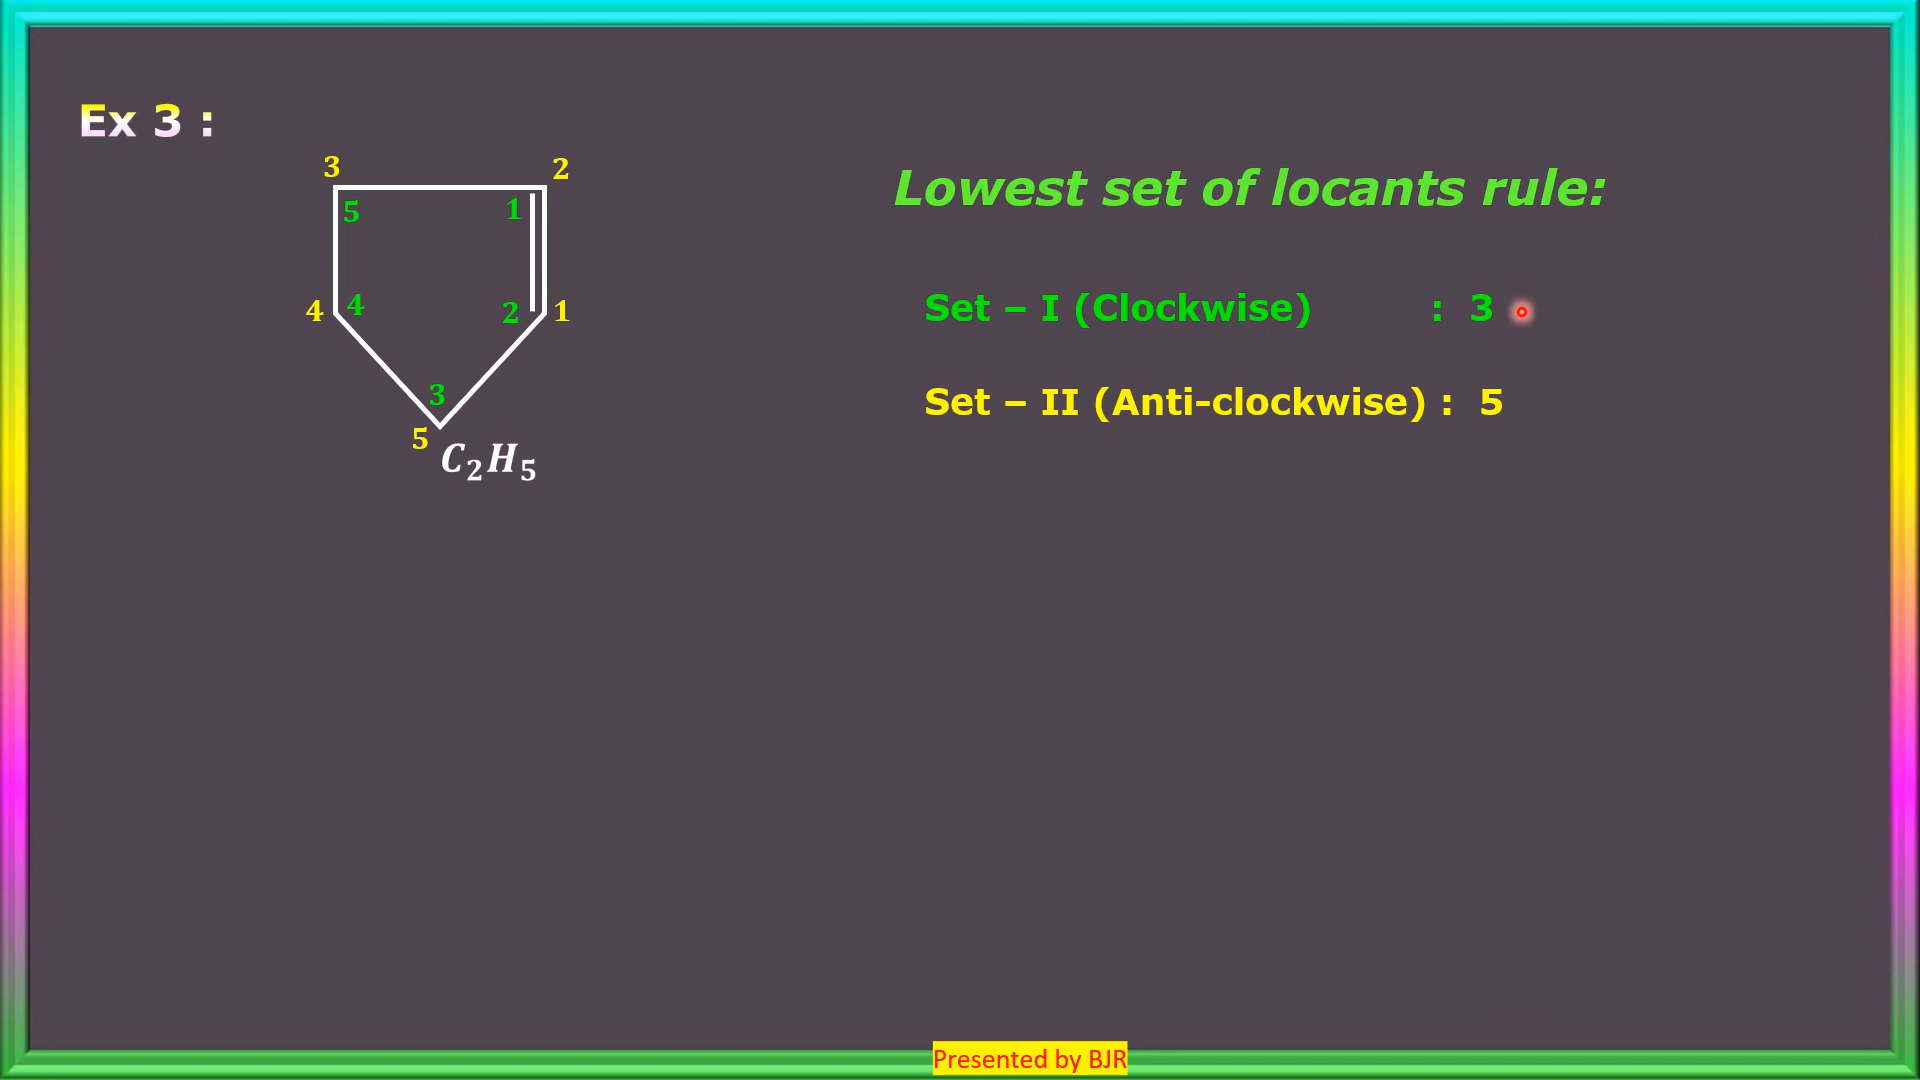 Ex 3 :
3 2
5 1
4 4 2 1
3
5
C₂H₅
Lowest set of locants rule:
Set – I (Clockwise) : 3
Set – II (Anti-clockwise) : 5
Presented by BJR